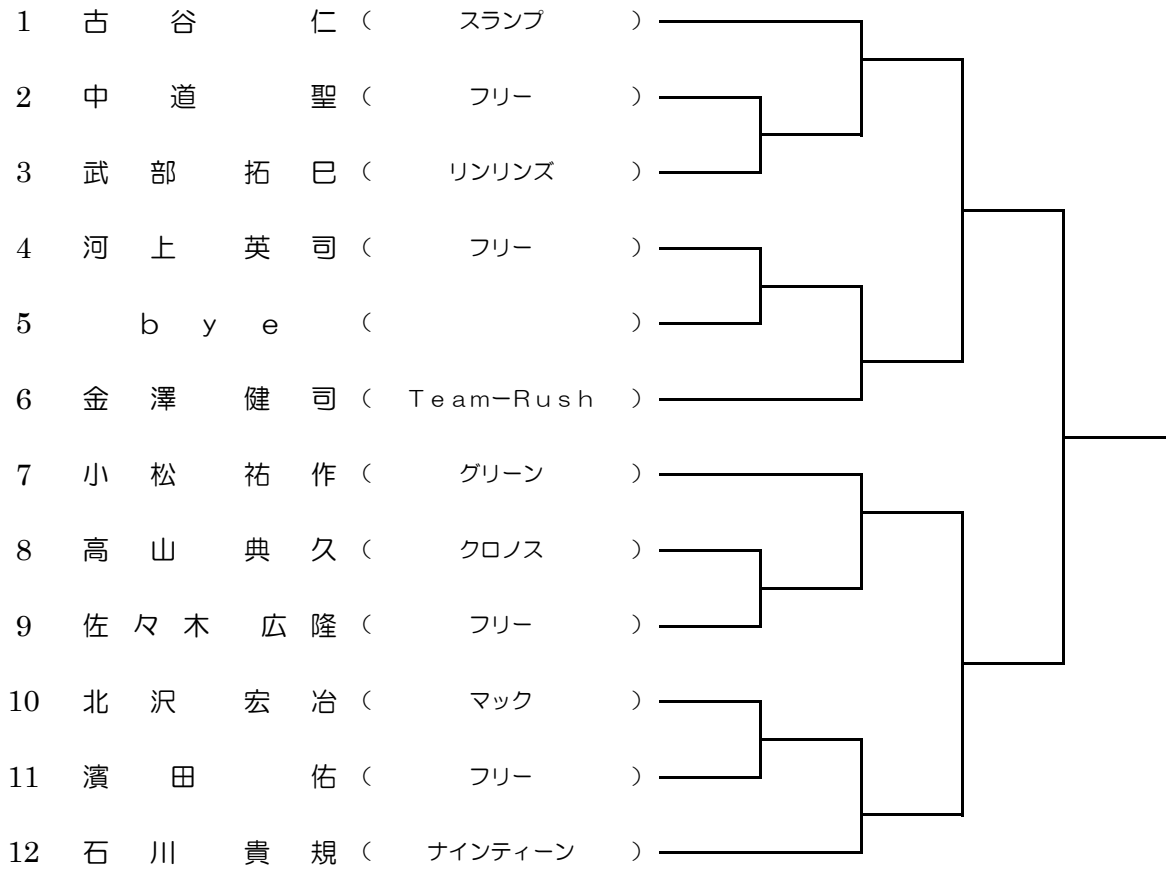 1 古谷 仁 ( スランプ )
2 中道 聖 ( フリー )
3 武部 拓巳 ( リンリンズ )
4 河上 英司 ( フリー )
5 bye ( )
6 金澤 健司 ( Team-Rush )
7 小松 祐作 ( グリーン )
8 高山 典久 ( クロノス )
9 佐々木 広隆 ( フリー )
10 北沢 宏冶 ( マック )
11 濱田 佑 ( フリー )
12 石川 貴規 ( ナインティーン )